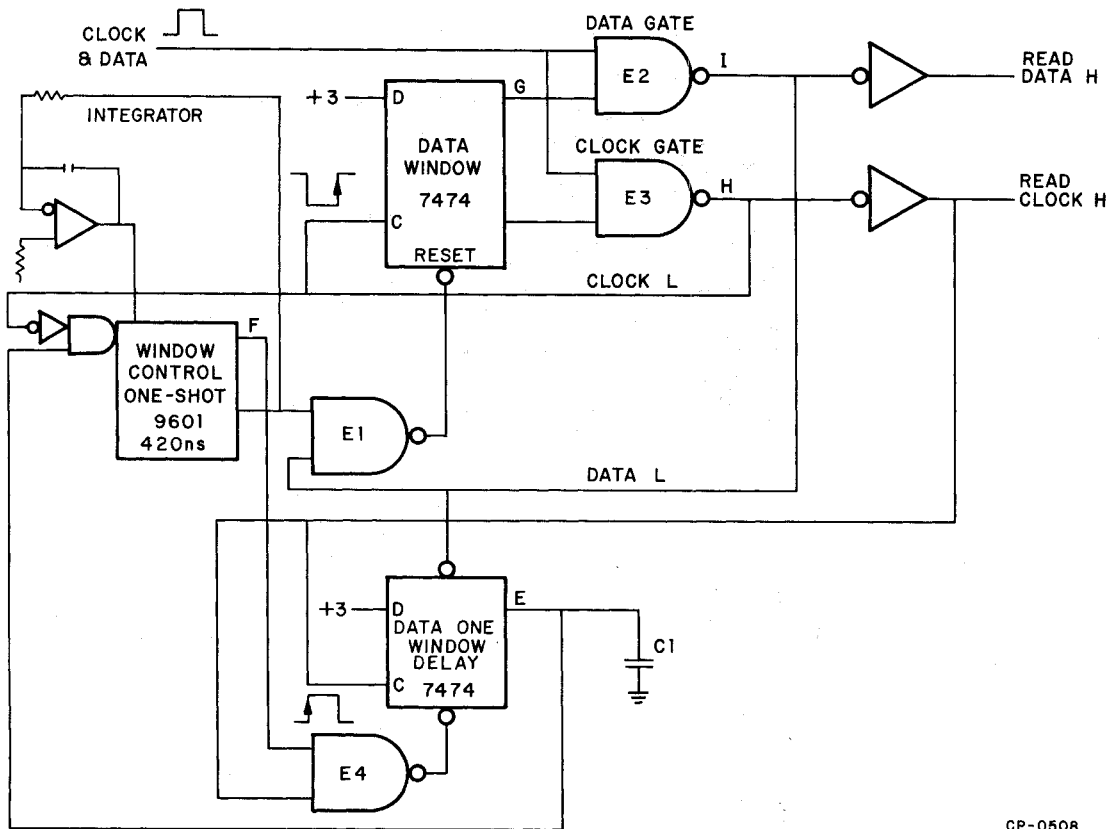 CLOCK
& DATA
DATA GATE
E2
I
READ
DATA H
+3
D
G
DATA
WINDOW
7474
C
RESET
INTEGRATOR
CLOCK GATE
E3
H
READ
CLOCK H
CLOCK L
F
WINDOW
CONTROL
ONE-SHOT
9601
420ns
E1
DATA L
+3
D
E
DATA ONE
WINDOW
DELAY
C
7474
C1
E4
CP-0508